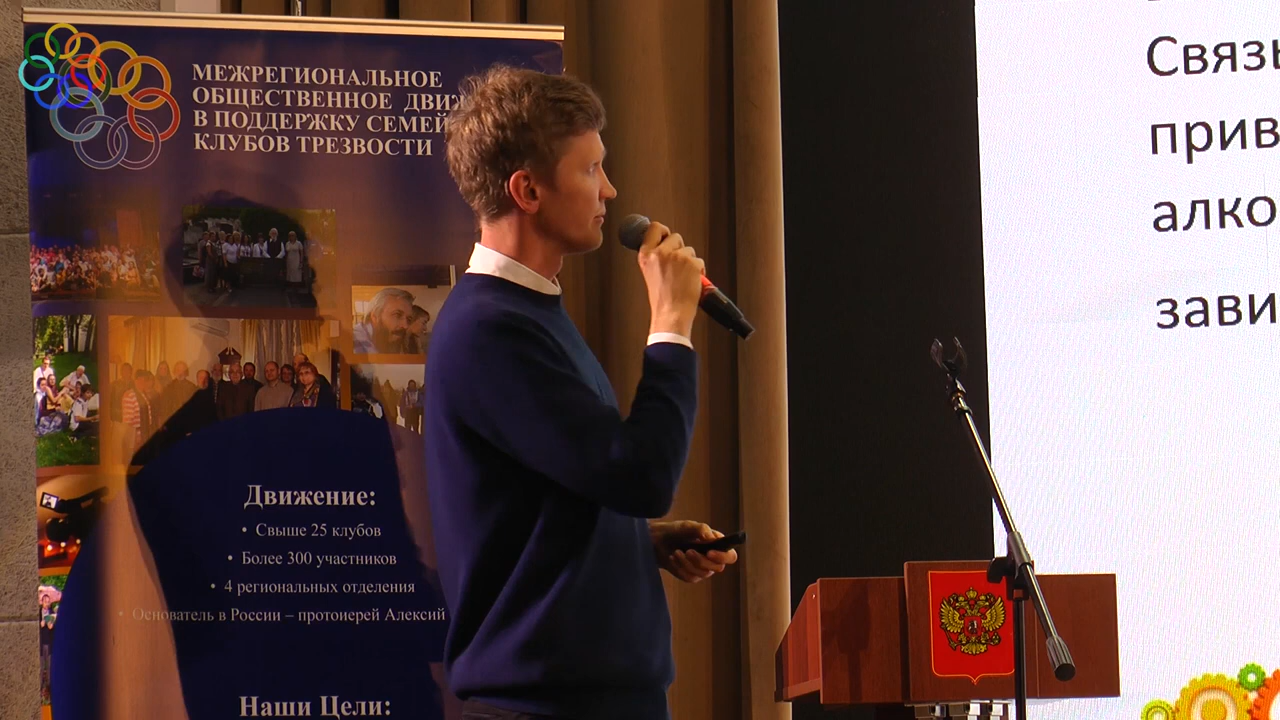 МЕЖРЕГИОНАЛЬНОЕ
ОБЩЕСТВЕННОЕ ДВИЖ
В ПОДДЕРЖКУ СЕМЕЙ
КЛУБОВ ТРЕЗВОСТИ
Движение:
• Свыше 25 клубов
• Более 300 участников
• 4 региональных отделения
• Основатель в России – протоиерей Алексий
Наши Цели:
Связь
прив
алко
зави